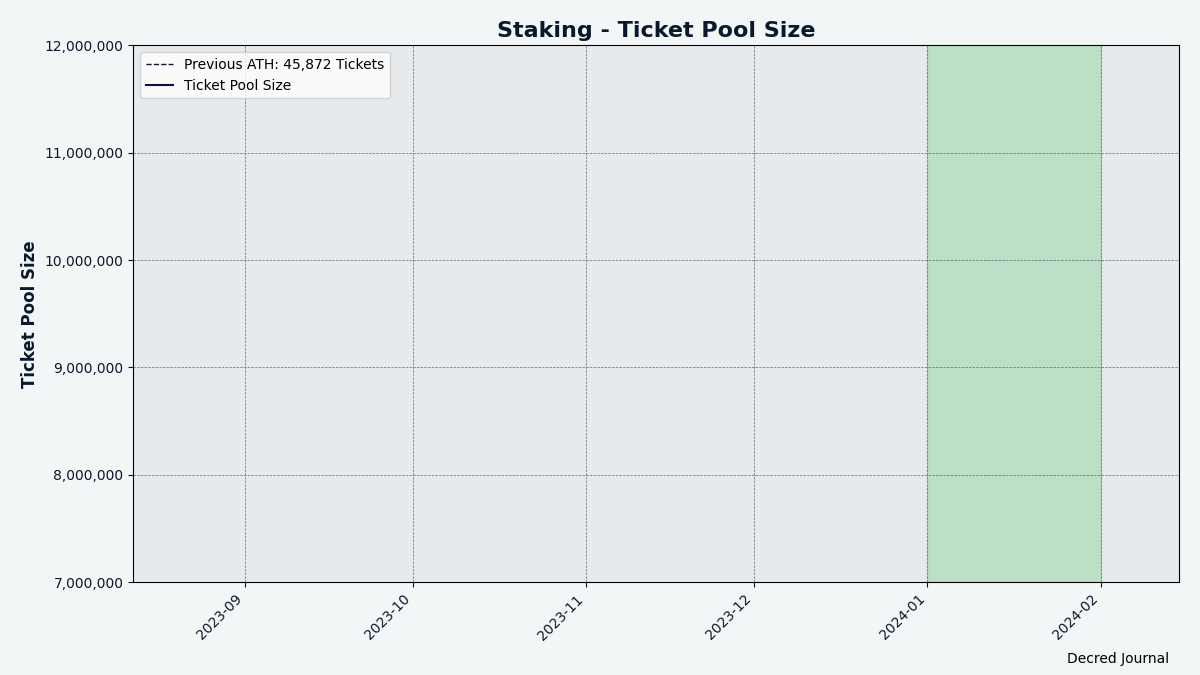 Staking - Ticket Pool Size
12,000,000
11,000,000
10,000,000
9,000,000
8,000,000
7,000,000
Ticket Pool Size
Previous ATH: 45,872 Tickets
Ticket Pool Size
2023-09
2023-10
2023-11
2023-12
2024-01
2024-02
Decred Journal